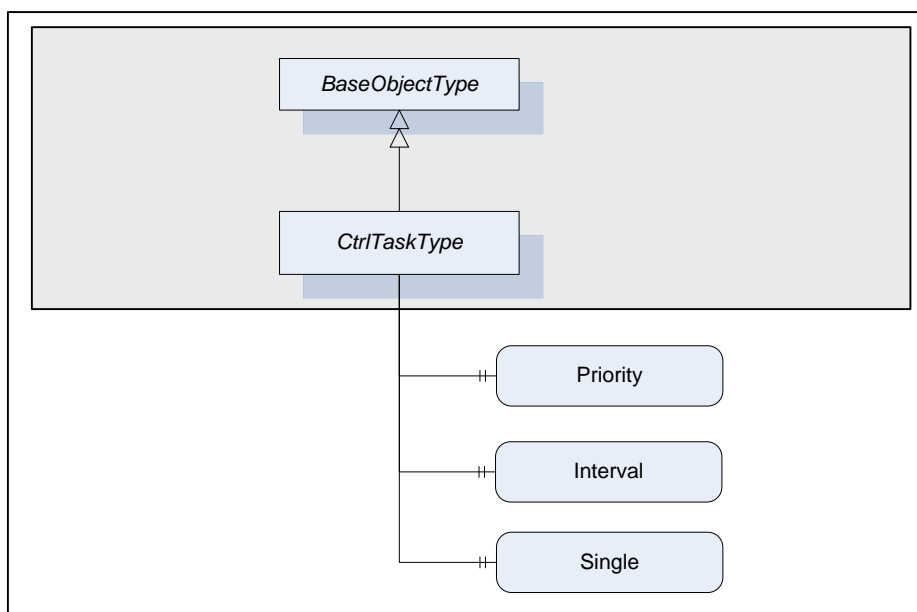 BaseObjectType
CtrlTaskType
Priority
Interval
Single